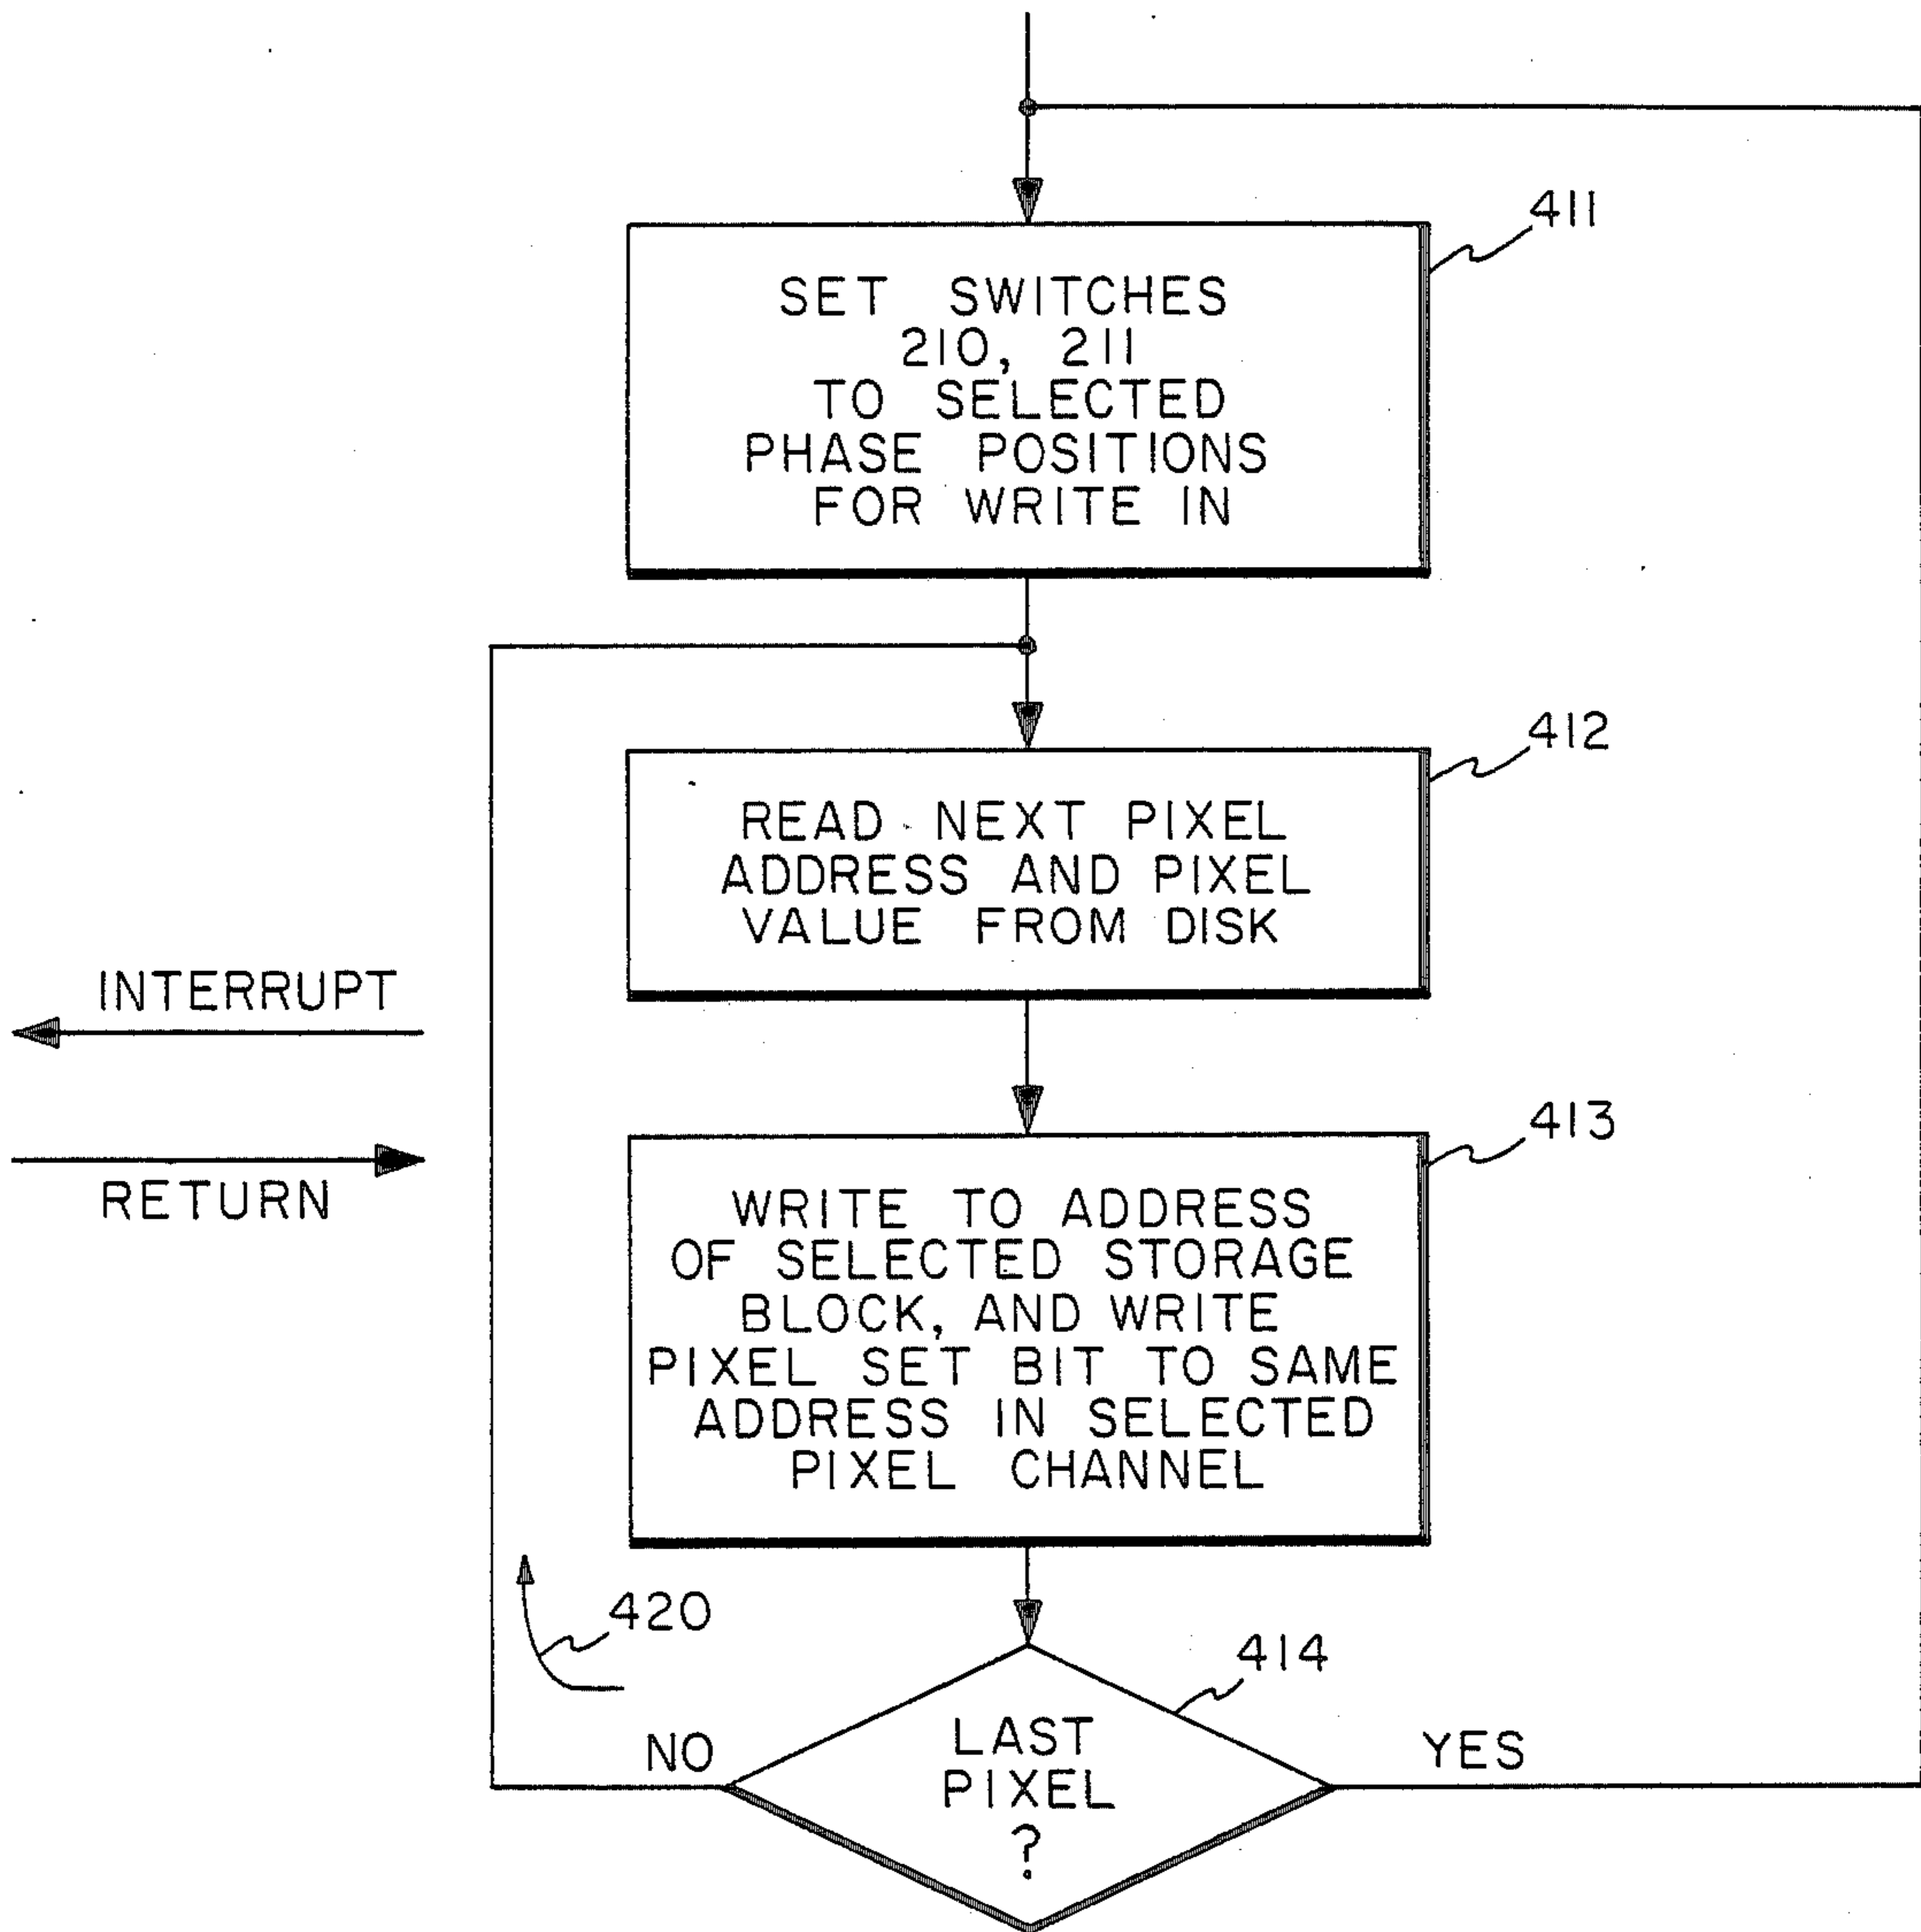 411
SET SWITCHES
210, 211
TO SELECTED
PHASE POSITIONS
FOR WRITE IN
412
READ NEXT PIXEL
ADDRESS AND PIXEL
VALUE FROM DISK
INTERRUPT
RETURN
413
WRITE TO ADDRESS
OF SELECTED STORAGE
BLOCK, AND WRITE
PIXEL SET BIT TO SAME
ADDRESS IN SELECTED
PIXEL CHANNEL
420
414
NO
LAST
PIXEL
?
YES